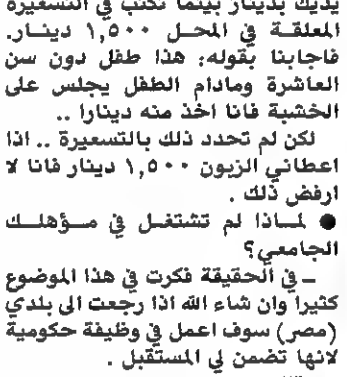 يديك بدينار بينما تكتب في التسعيرة
المعلقة في المحل ١,٥٠٠ دينار.
فاجابنا بقوله: هذا طفل دون سن
العاشرة ومادام الطفل يجلس على
الخشبة فانا اخذ منه دينارا ..
لكن لم تحدد ذلك بالتسعيرة .. اذا
اعطاني الزبون ١,٥٠٠ دينار فانا لا
ارفض ذلك .
● لماذا لم تشتغل في مؤهلك
الجامعي؟
ـ في الحقيقة فكرت في هذا الموضوع
كثيرا وان شاء الله اذا رجعت الى بلدي
(مصر) سوف اعمل في وظيفة حكومية
لانها تضمن لي المستقبل .